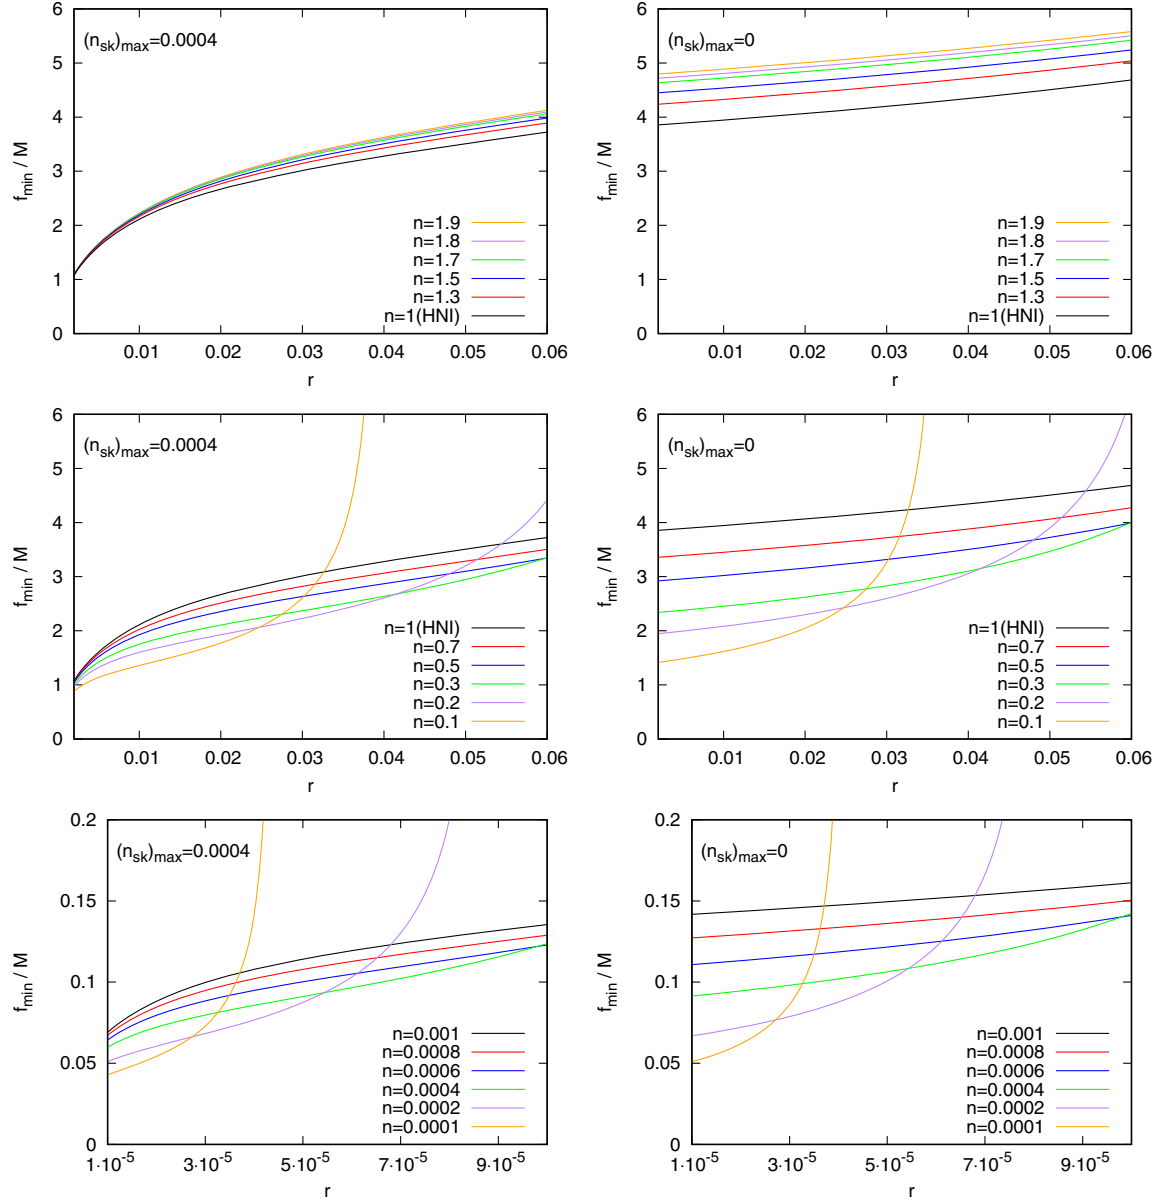 6
5
4
3
2
1
0
f_min / M
(n_sk)_max=0.0004
n=1.9
n=1.8
n=1.7
n=1.5
n=1.3
n=1(HNI)
0.01 0.02 0.03 0.04 0.05 0.06
r
6
5
4
3
2
1
0
f_min / M
(n_sk)_max=0
n=1.9
n=1.8
n=1.7
n=1.5
n=1.3
n=1(HNI)
0.01 0.02 0.03 0.04 0.05 0.06
r
6
5
4
3
2
1
0
f_min / M
(n_sk)_max=0.0004
n=1(HNI)
n=0.7
n=0.5
n=0.3
n=0.2
n=0.1
0.01 0.02 0.03 0.04 0.05 0.06
r
6
5
4
3
2
1
0
f_min / M
(n_sk)_max=0
n=1(HNI)
n=0.7
n=0.5
n=0.3
n=0.2
n=0.1
0.01 0.02 0.03 0.04 0.05 0.06
r
0.2
0.15
0.1
0.05
0
f_min / M
(n_sk)_max=0.0004
n=0.001
n=0.0008
n=0.0006
n=0.0004
n=0.0002
n=0.0001
1·10⁻⁵ 3·10⁻⁵ 5·10⁻⁵ 7·10⁻⁵ 9·10⁻⁵
r
0.2
0.15
0.1
0.05
0
f_min / M
(n_sk)_max=0
n=0.001
n=0.0008
n=0.0006
n=0.0004
n=0.0002
n=0.0001
1·10⁻⁵ 3·10⁻⁵ 5·10⁻⁵ 7·10⁻⁵ 9·10⁻⁵
r